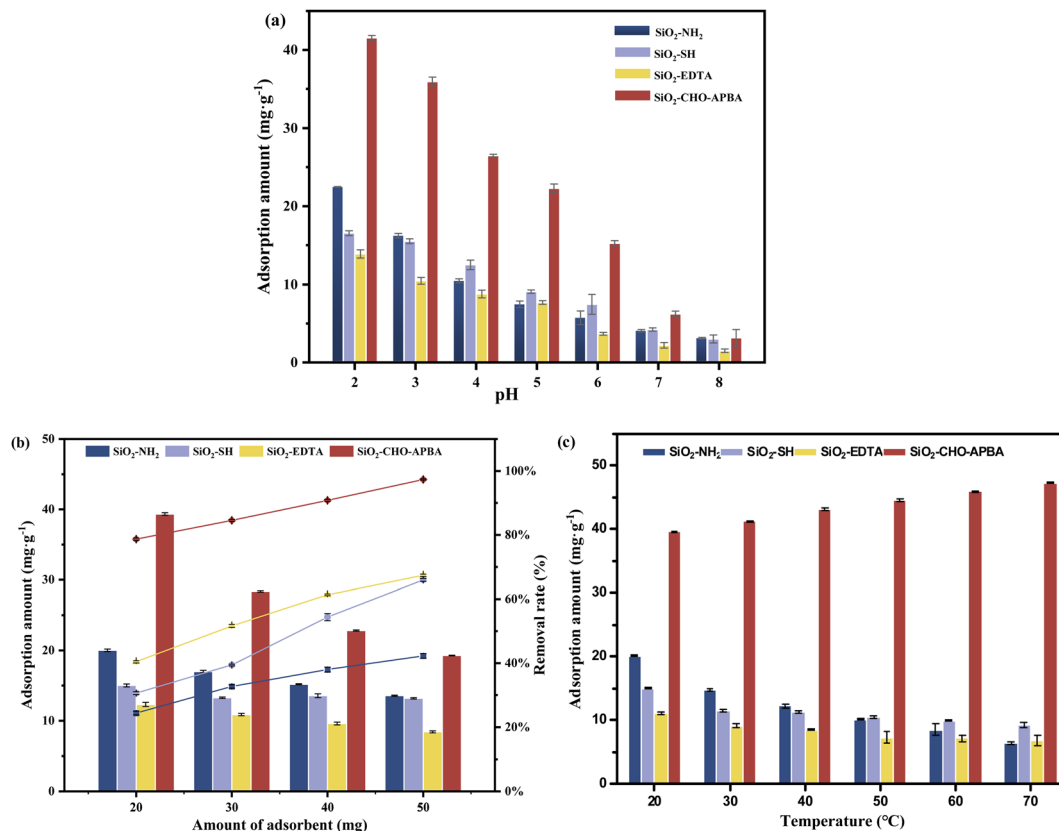 (a)
SiO₂-NH₂
SiO₂-SH
SiO₂-EDTA
SiO₂-CHO-APBA
Adsorption amount (mg·g⁻¹)
40
30
20
10
0
2 3 4 5 6 7 8
pH
(b)
SiO₂-NH₂ SiO₂-SH SiO₂-EDTA SiO₂-CHO-APBA
Adsorption amount (mg·g⁻¹)
50
40
30
20
10
0
100%
80%
60%
40%
20%
0%
Removal rate (%)
20 30 40 50
Amount of adsorbent (mg)
(c)
SiO₂-NH₂ SiO₂-SH SiO₂-EDTA SiO₂-CHO-APBA
Adsorption amount (mg·g⁻¹)
50
40
30
20
10
0
20 30 40 50 60 70
Temperature (°C)